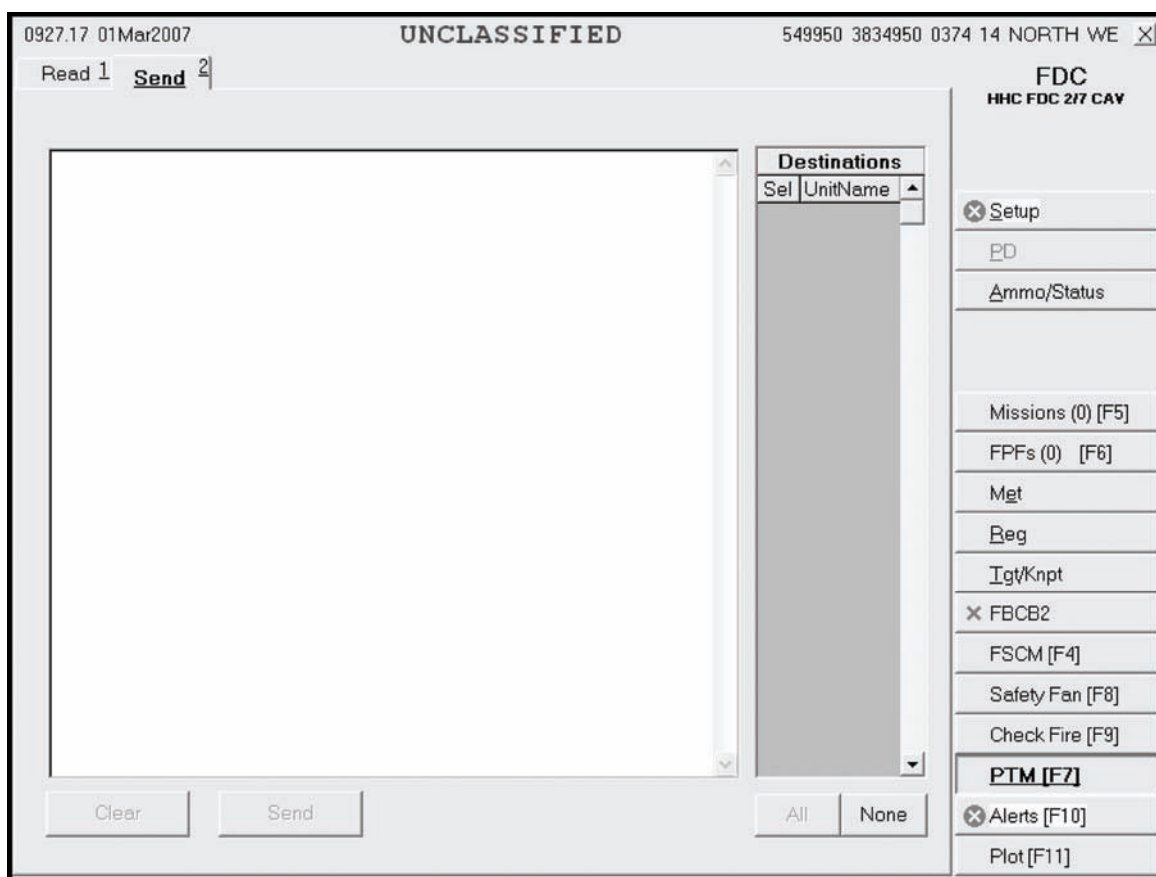 0927.17 01Mar2007 UNCLASSIFIED 549950 3834950 0374 14 NORTH WE X
Read 1 Send 2
FDC
HHC FDC 2/7 CAV
Destinations
Sel UnitName
Setup
PD
Ammo/Status
Missions (0) [F5]
FPFs (0) [F6]
Met
Reg
Tgt/Knpt
FBCB2
FSCM [F4]
Safety Fan [F8]
Check Fire [F9]
PTM [F7]
Alerts [F10]
Plot [F11]
Clear Send All None